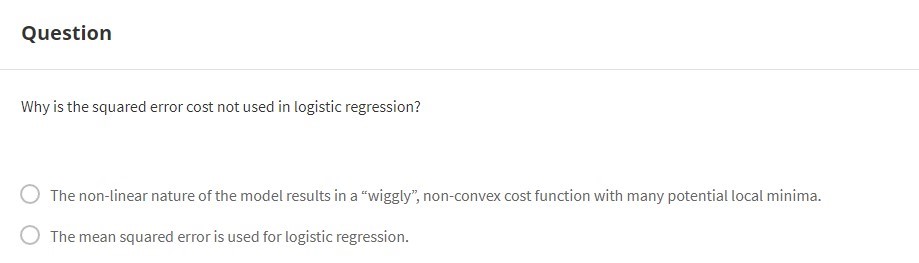 Question
Why is the squared error cost not used in logistic regression?
The non-linear nature of the model results in a “wiggly”, non-convex cost function with many potential local minima.
The mean squared error is used for logistic regression.